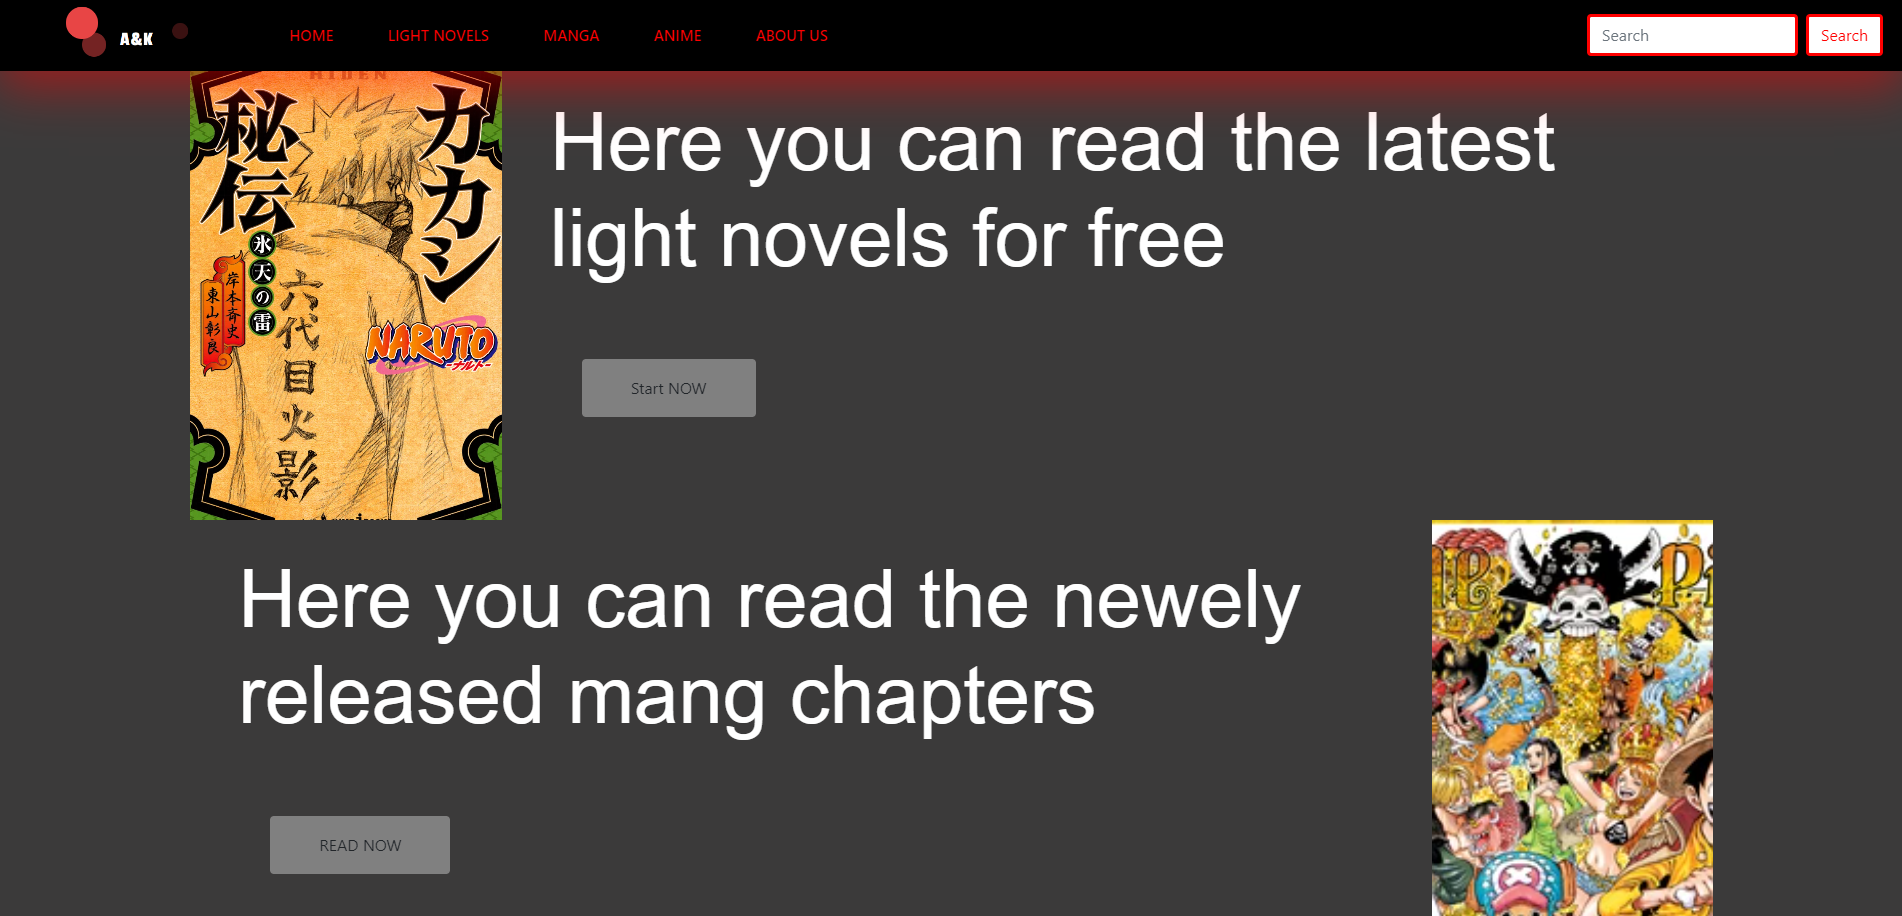 A&K
HOME
LIGHT NOVELS
MANGA
ANIME
ABOUT US
Search
Search
HIDEN
カカシ
秘伝
氷天の雷
岸本斉史
東山彰良
六代目火影
NARUTO
-ナルト-
Here you can read the latest
light novels for free
Start NOW
Here you can read the newely
released mang chapters
READ NOW